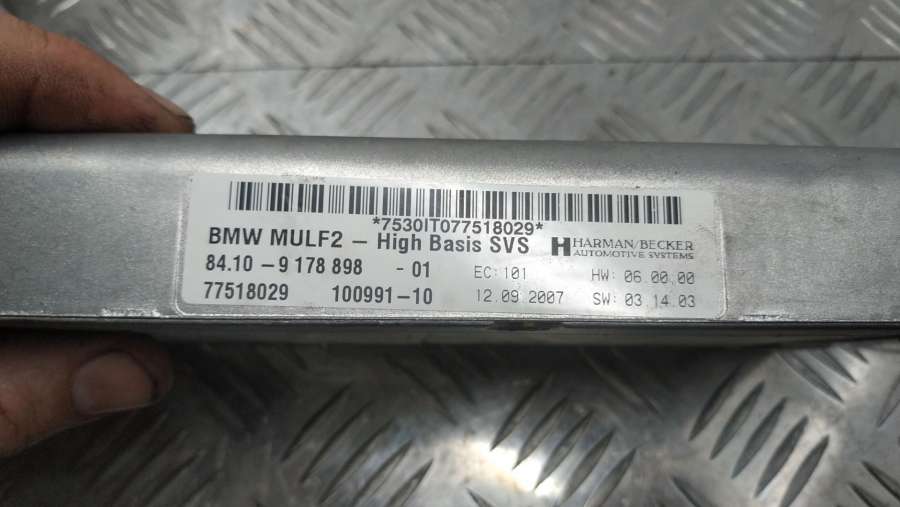 *7530IT077518029*
BMW MULF2 – High Basis SVS
HARMAN/BECKER
AUTOMOTIVE SYSTEMS
84.10 – 9 178 898 - 01 EC: 101 HW: 06.00.00
77518029 100991–10 12.09.2007 SW: 03.14.03